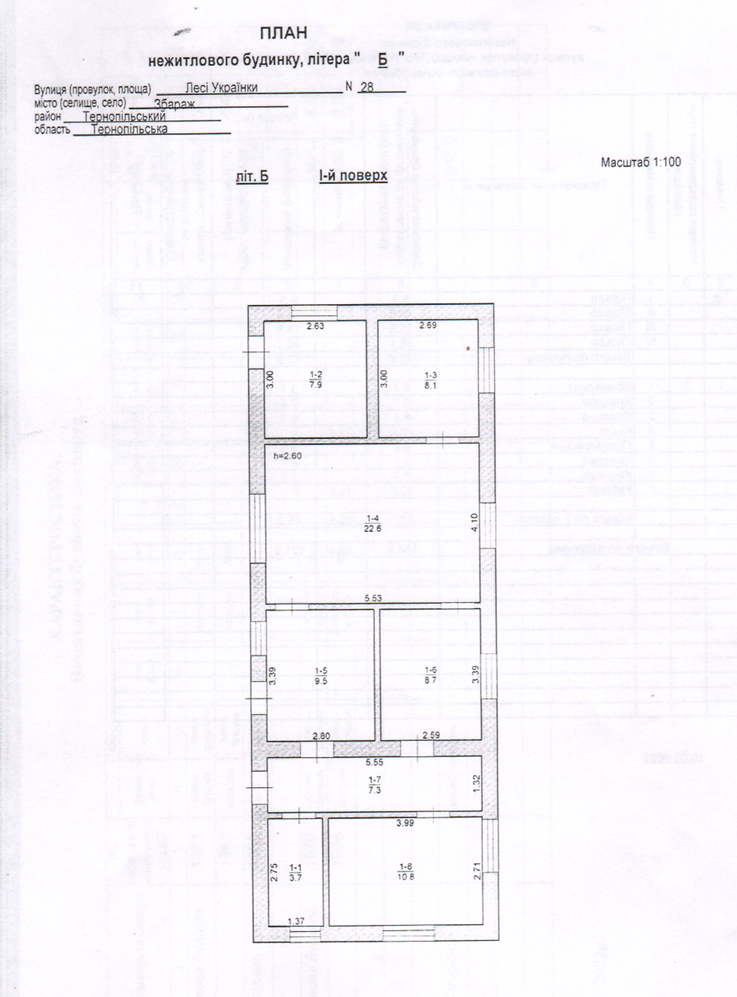 ПЛАН
нежитлового будинку, літера " Б "
Вулиця (провулок, площа) Лесі Українки N 28
місто (селище, село) Збараж
район Тернопільський
область Тернопільська
Масштаб 1:100
літ. Б І-й поверх
2.63 2.69
3.00 1-2 7.9 3.00 1-3 8.1
h=2.60
1-4 22.6 4.10
5.53
3.39 1-5 9.5 1-6 8.7 3.39
2.80 2.59
5.55
1-7 7.3 1.32
3.99
2.75 1-1 3.7 1-8 10.8 2.71
1.37